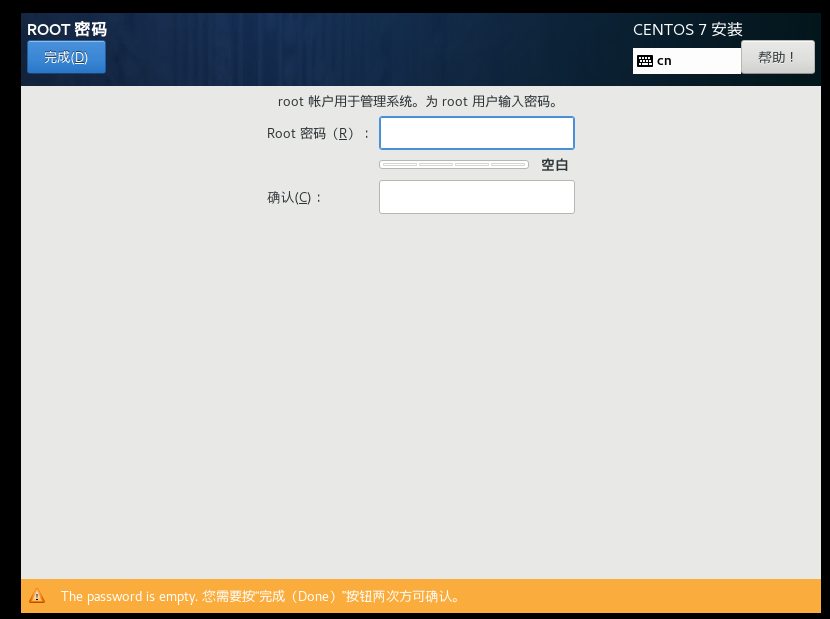 ROOT 密码
CENTOS 7 安装
完成(D)
cn
帮助！
root 帐户用于管理系统。为 root 用户输入密码。
Root 密码（R）：
空白
确认(C)：
The password is empty. 您需要按“完成（Done）”按钮两次方可确认。